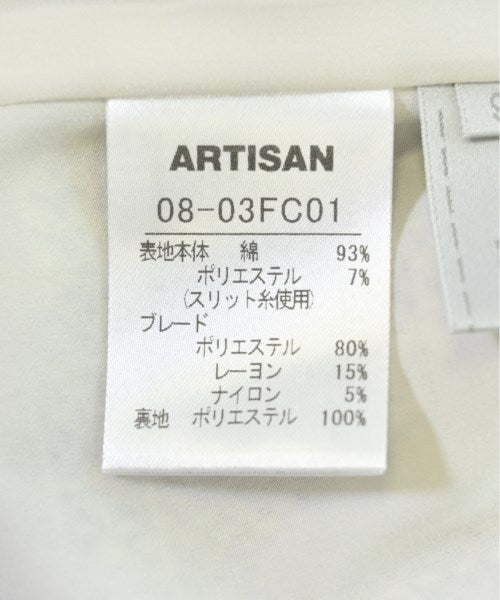 ARTISAN
08-03FC01
表地本体 綿 93%
ポリエステル 7%
(スリット糸使用)
ブレード
ポリエステル 80%
レーヨン 15%
ナイロン 5%
裏地 ポリエステル 100%